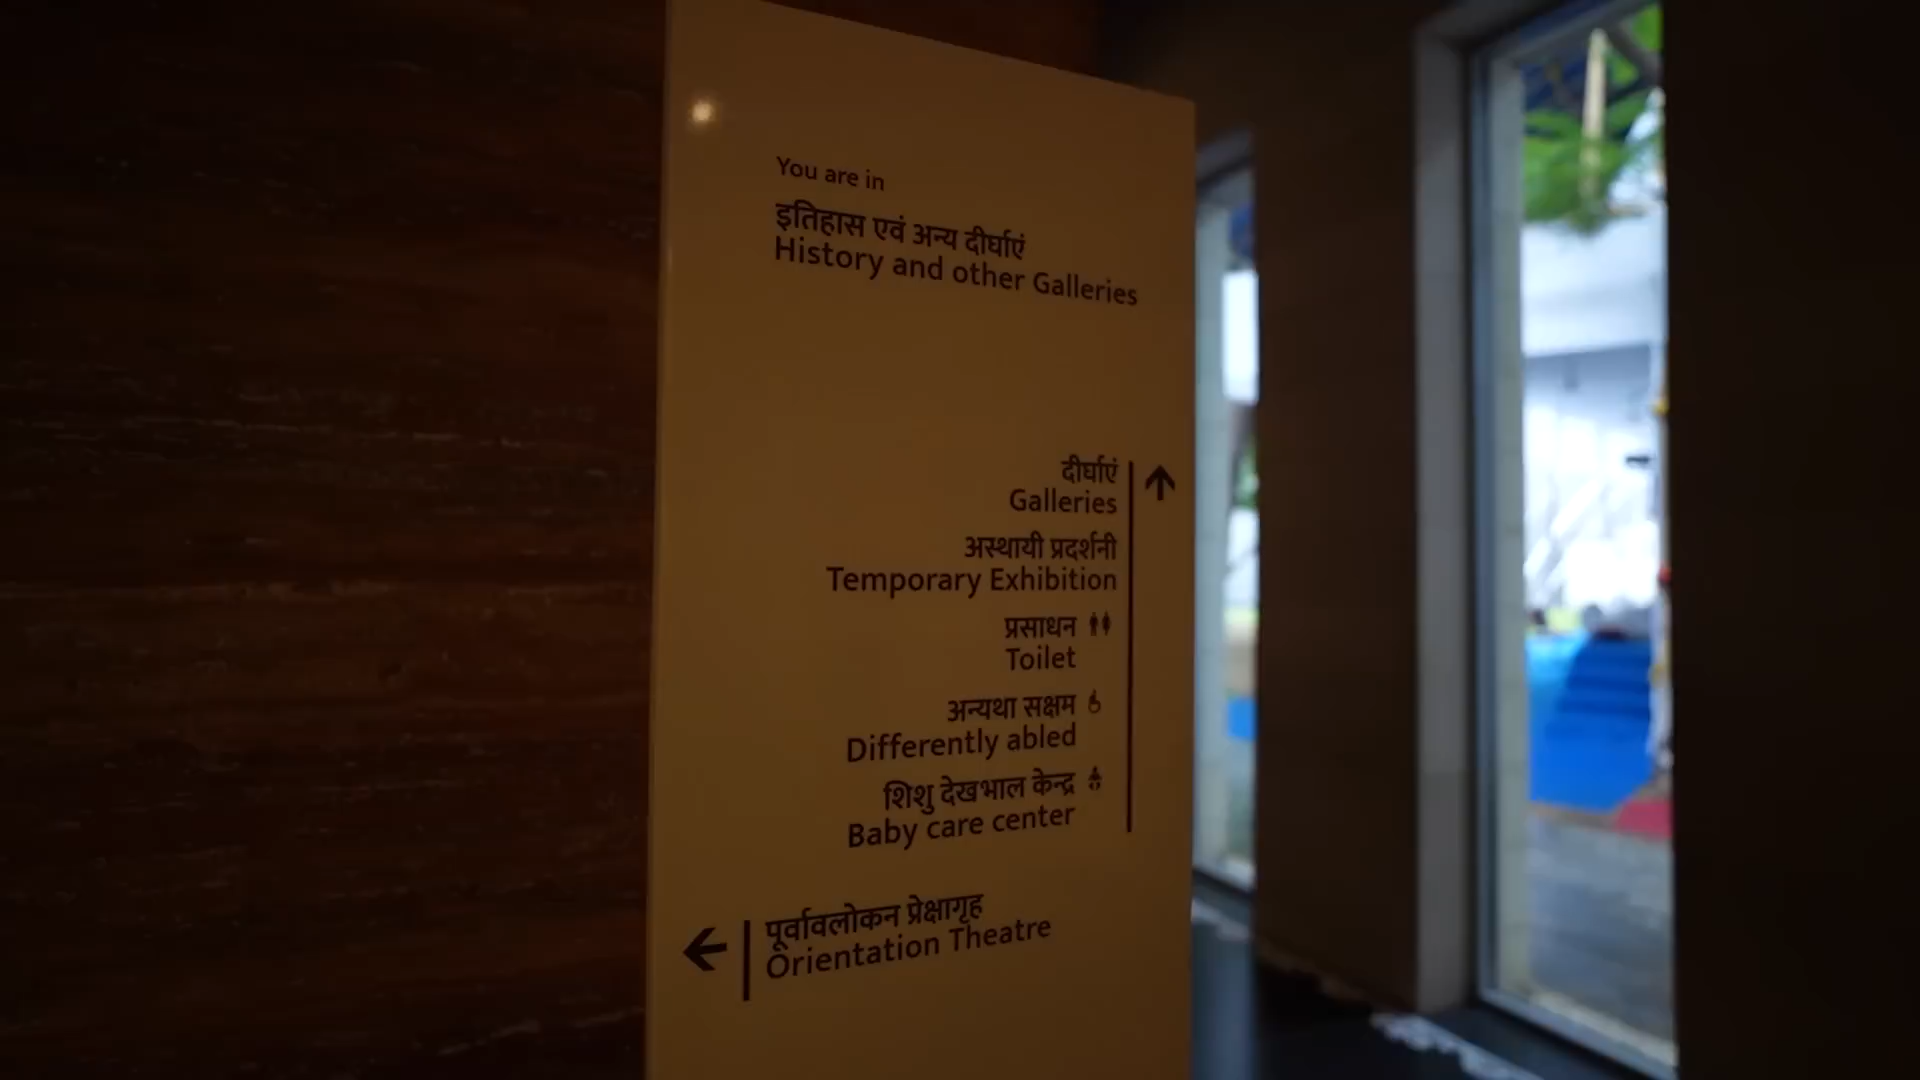 You are in
इतिहास एवं अन्य दीर्घाएं
History and other Galleries
दीर्घाएं
Galleries
अस्थायी प्रदर्शनी
Temporary Exhibition
प्रसाधन
Toilet
अन्यथा सक्षम
Differently abled
शिशु देखभाल केन्द्र
Baby care center
पूर्वावलोकन प्रेक्षागृह
Orientation Theatre